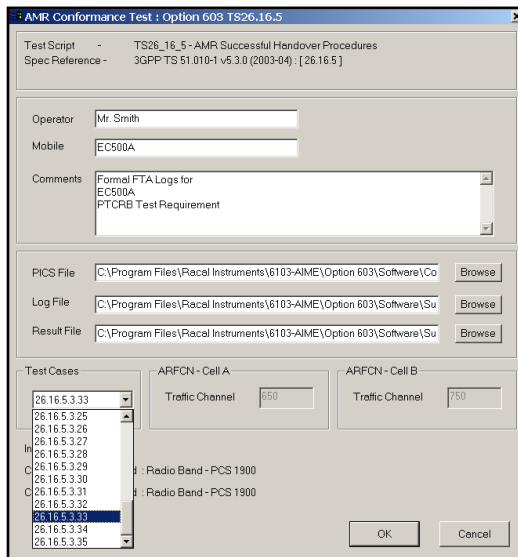 AMR Conformance Test : Option 603 TS26.16.5
Test Script - TS26_16_5 - AMR Successful Handover Procedures
Spec Reference - 3GPP TS 51.010-1 v5.3.0 (2003-04) : [ 26.16.5 ]
Operator Mr. Smith
Mobile EC500A
Comments Formal FTA Logs for
EC500A
PTCRB Test Requirement
PICS File C:\Program Files\Racal Instruments\6103-AIME\Option 603\Software\Co Browse
Log File C:\Program Files\Racal Instruments\6103-AIME\Option 603\Software\Su Browse
Result File C:\Program Files\Racal Instruments\6103-AIME\Option 603\Software\Su Browse
Test Cases ARFCN - Cell A ARFCN - Cell B
26.16.5.3.33 Traffic Channel 650 Traffic Channel 750
26.16.5.3.25
26.16.5.3.26
26.16.5.3.27
26.16.5.3.28
26.16.5.3.29
26.16.5.3.30 : Radio Band - PCS 1900
26.16.5.3.31
26.16.5.3.32 : Radio Band - PCS 1900
26.16.5.3.33
26.16.5.3.34
26.16.5.3.35
OK Cancel